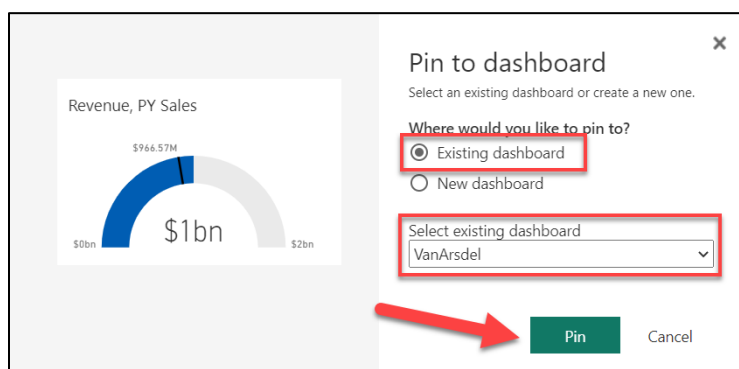 Revenue, PY Sales
$966.57M
$0bn
$1bn
$2bn
Pin to dashboard
Select an existing dashboard or create a new one.
Where would you like to pin to?
Existing dashboard
New dashboard
Select existing dashboard
VanArsdel
Pin
Cancel